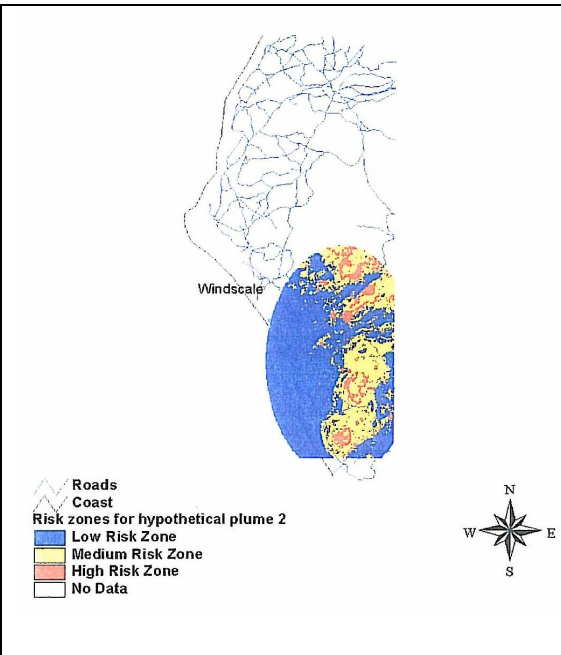 Windscale
Roads
Coast
Risk zones for hypothetical plume 2
Low Risk Zone
Medium Risk Zone
High Risk Zone
No Data
N
W E
S